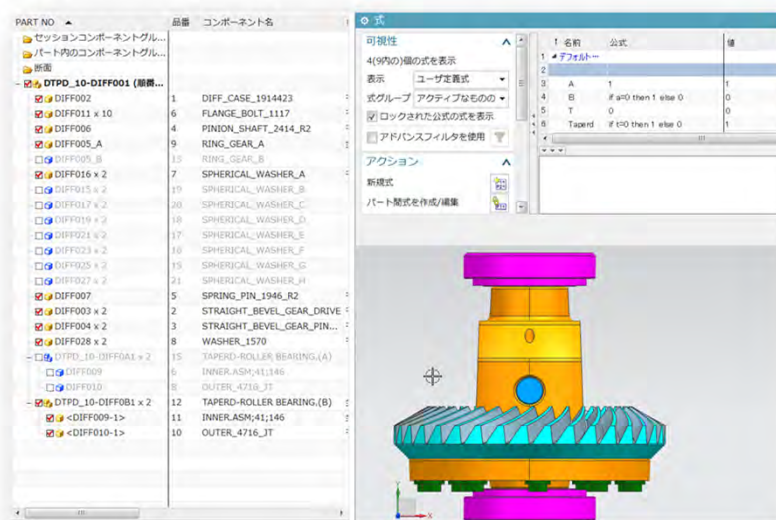 PART NO 品番 コンポーネント名
セッションコンポーネントグル...
パート内のコンポーネントグル...
断面
DTPD_10-DIFF001 (順番...
DIFF002 1 DIFF_CASE_1914423
DIFF011 x 10 6 FLANGE_BOLT_1117
DIFF006 4 PINION_SHAFT_2414_R2
DIFF005_A 9 RING_GEAR_A
DIFF005_B 13 RING_GEAR_B
DIFF016 x 2 7 SPHERICAL_WASHER_A
DIFF015 x 2 19 SPHERICAL_WASHER_B
DIFF017 x 2 20 SPHERICAL_WASHER_C
DIFF019 x 2 18 SPHERICAL_WASHER_D
DIFF021 x 2 17 SPHERICAL_WASHER_E
DIFF023 x 2 16 SPHERICAL_WASHER_F
DIFF025 x 2 15 SPHERICAL_WASHER_G
DIFF027 x 2 21 SPHERICAL_WASHER_H
DIFF007 5 SPRING_PIN_1946_R2
DIFF003 x 2 2 STRAIGHT_BEVEL_GEAR_DRIVE
DIFF004 x 2 3 STRAIGHT_BEVEL_GEAR_PIN...
DIFF028 x 2 8 WASHER_1570
DTPD_10-DIFF0A1 x 2 15 TAPERD-ROLLER BEARING,(A)
DIFF009 6 INNER.ASM;41;146
DIFF010 8 OUTER_4716_JT
DTPD_10-DIFF0B1 x 2 12 TAPERD-ROLLER BEARING,(B)
<DIFF009-1> 11 INNER.ASM;41;146
<DIFF010-1> 10 OUTER_4716_JT
式
可視性
4(9内の)個の式を表示
表示 ユーザ定義式
式グループ アクティブなものの
ロックされた公式の式を表示
アドバンスフィルタを使用
アクション
新規式
パート間式を作成/編集
↑ 名前 公式 値
1 デフォルト…
2
3 A 1 1
4 B if a=0 then 1 else 0 0
5 T 0 0
6 Taperd if t=0 then 1 else 0 1
Y
X